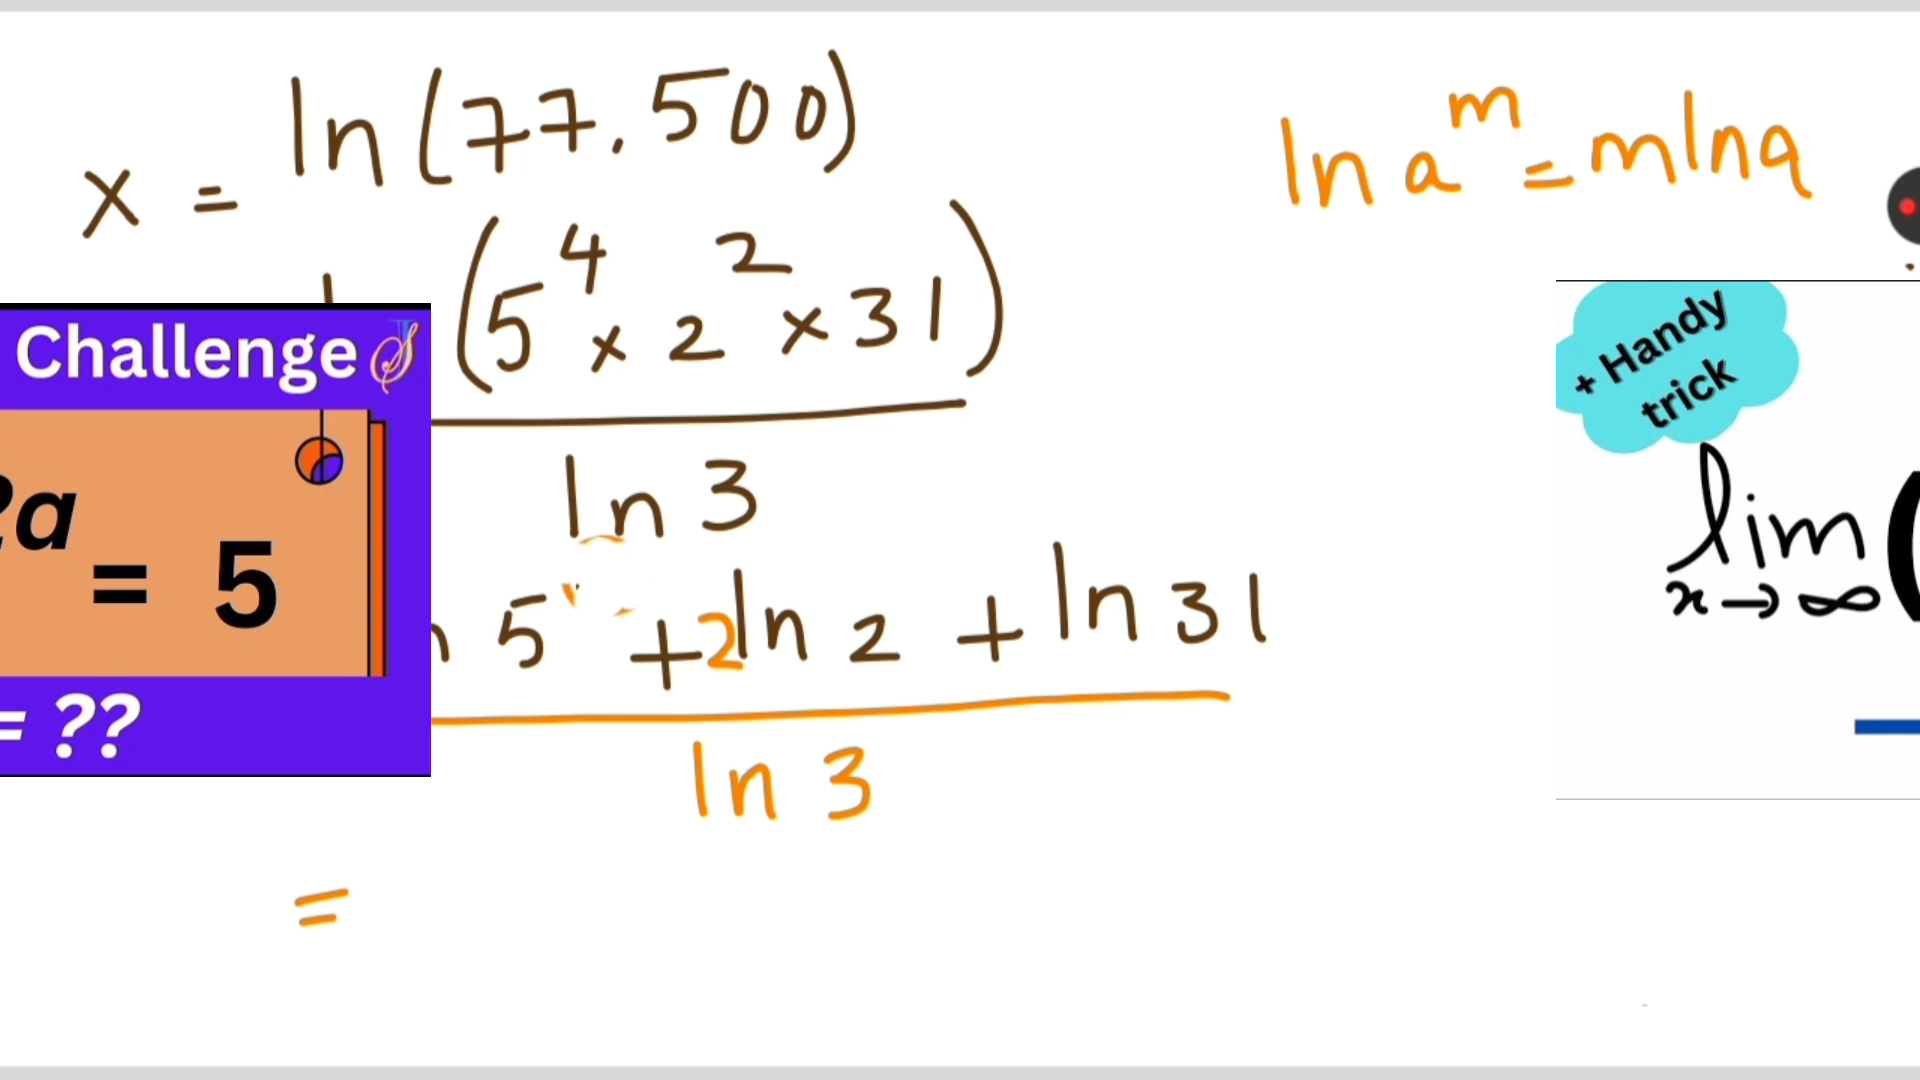 x = ln(77.500)
(5⁴ × 2² × 31)
ln 3
5 + 2ln 2 + ln 31
ln 3
=
ln aᵐ = mlna
Challenge
a = 5
= ??
+ Handy
trick
lim (
x → ∞